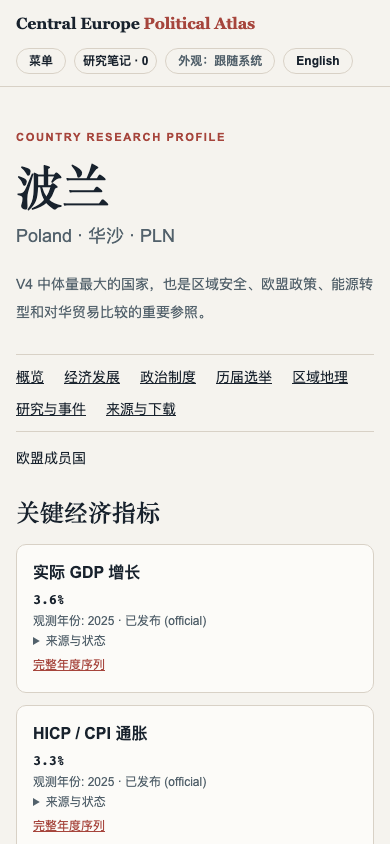 Central Europe Political Atlas
菜单 研究笔记 · 0 外观: 跟随系统 English
COUNTRY RESEARCH PROFILE
波兰
Poland · 华沙 · PLN
V4 中体量最大的国家，也是区域安全、欧盟政策、能源转
型和对华贸易比较的重要参照。
概览 经济发展 政治制度 历届选举 区域地理
研究与事件 来源与下载
欧盟成员国
关键经济指标
实际 GDP 增长
3.6%
观测年份: 2025 · 已发布 (official)
▶ 来源与状态
完整年度序列
HICP / CPI 通胀
3.3%
观测年份: 2025 · 已发布 (official)
▶ 来源与状态
完整年度序列